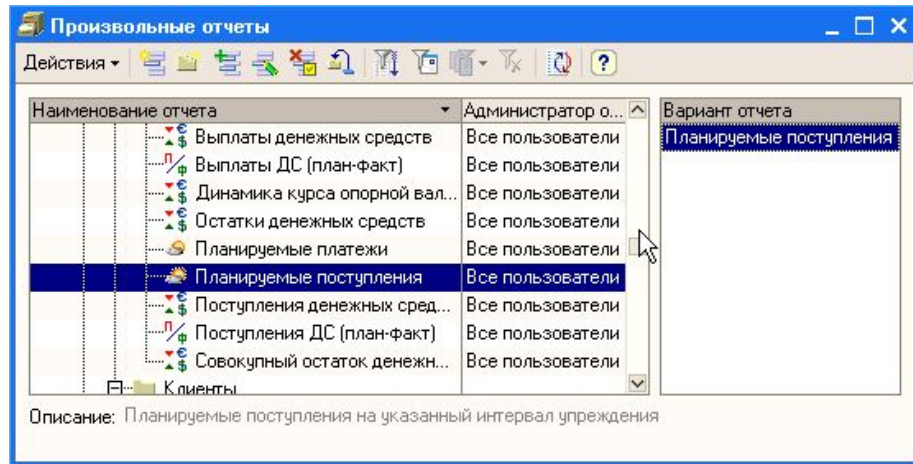 Произвольные отчеты
Действия
Наименование отчета Администратор о... Вариант отчета
Выплаты денежных средств Все пользователи Планируемые поступления
Выплаты ДС (план-факт) Все пользователи
Динамика курса опорной вал... Все пользователи
Остатки денежных средств Все пользователи
Планируемые платежи Все пользователи
Планируемые поступления Все пользователи
Поступления денежных сред... Все пользователи
Поступления ДС (план-факт) Все пользователи
Совокупный остаток денежн... Все пользователи
Клиенты
Описание: Планируемые поступления на указанный интервал упреждения